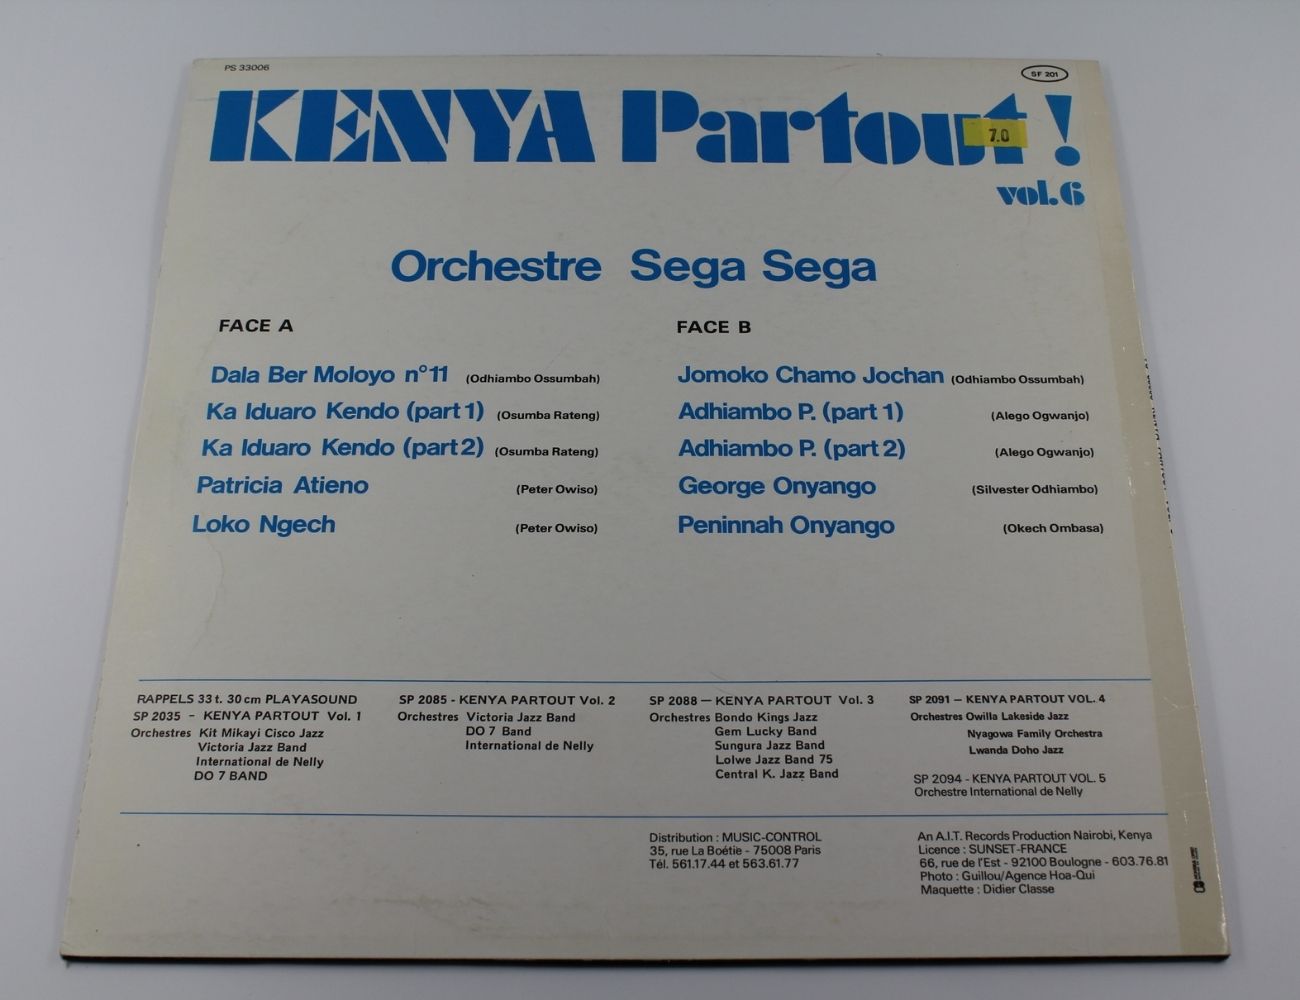 PS 33006
SF 201
KENYA Partout !
7.0
vol.6
Orchestre Sega Sega
FACE A
Dala Ber Moloyo n°11 (Odhiambo Ossumbah)
Ka Iduaro Kendo (part 1) (Osumba Rateng)
Ka Iduaro Kendo (part 2) (Osumba Rateng)
Patricia Atieno (Peter Owiso)
Loko Ngech (Peter Owiso)
FACE B
Jomoko Chamo Jochan (Odhiambo Ossumbah)
Adhiambo P. (part 1) (Alego Ogwanjo)
Adhiambo P. (part 2) (Alego Ogwanjo)
George Onyango (Silvester Odhiambo)
Peninnah Onyango (Okech Ombasa)
RAPPELS 33 t. 30 cm PLAYASOUND
SP 2035 - KENYA PARTOUT Vol. 1
Orchestres Kit Mikayi Cisco Jazz
Victoria Jazz Band
International de Nelly
DO 7 BAND
SP 2085 - KENYA PARTOUT Vol. 2
Orchestres Victoria Jazz Band
DO 7 Band
International de Nelly
SP 2088 — KENYA PARTOUT Vol. 3
Orchestres Bondo Kings Jazz
Gem Lucky Band
Sungura Jazz Band
Lolwe Jazz Band 75
Central K. Jazz Band
SP 2091 — KENYA PARTOUT VOL. 4
Orchestres Owilla Lakeside Jazz
Nyagowa Family Orchestra
Lwanda Doho Jazz
SP 2094 - KENYA PARTOUT VOL. 5
Orchestre International de Nelly
Distribution : MUSIC-CONTROL
35, rue La Boétie - 75008 Paris
Tél. 561.17.44 et 563.61.77
An A.I.T. Records Production Nairobi, Kenya
Licence : SUNSET-FRANCE
66, rue de l'Est - 92100 Boulogne - 603.76.81
Photo : Guillou/Agence Hoa-Qui
Maquette : Didier Classe